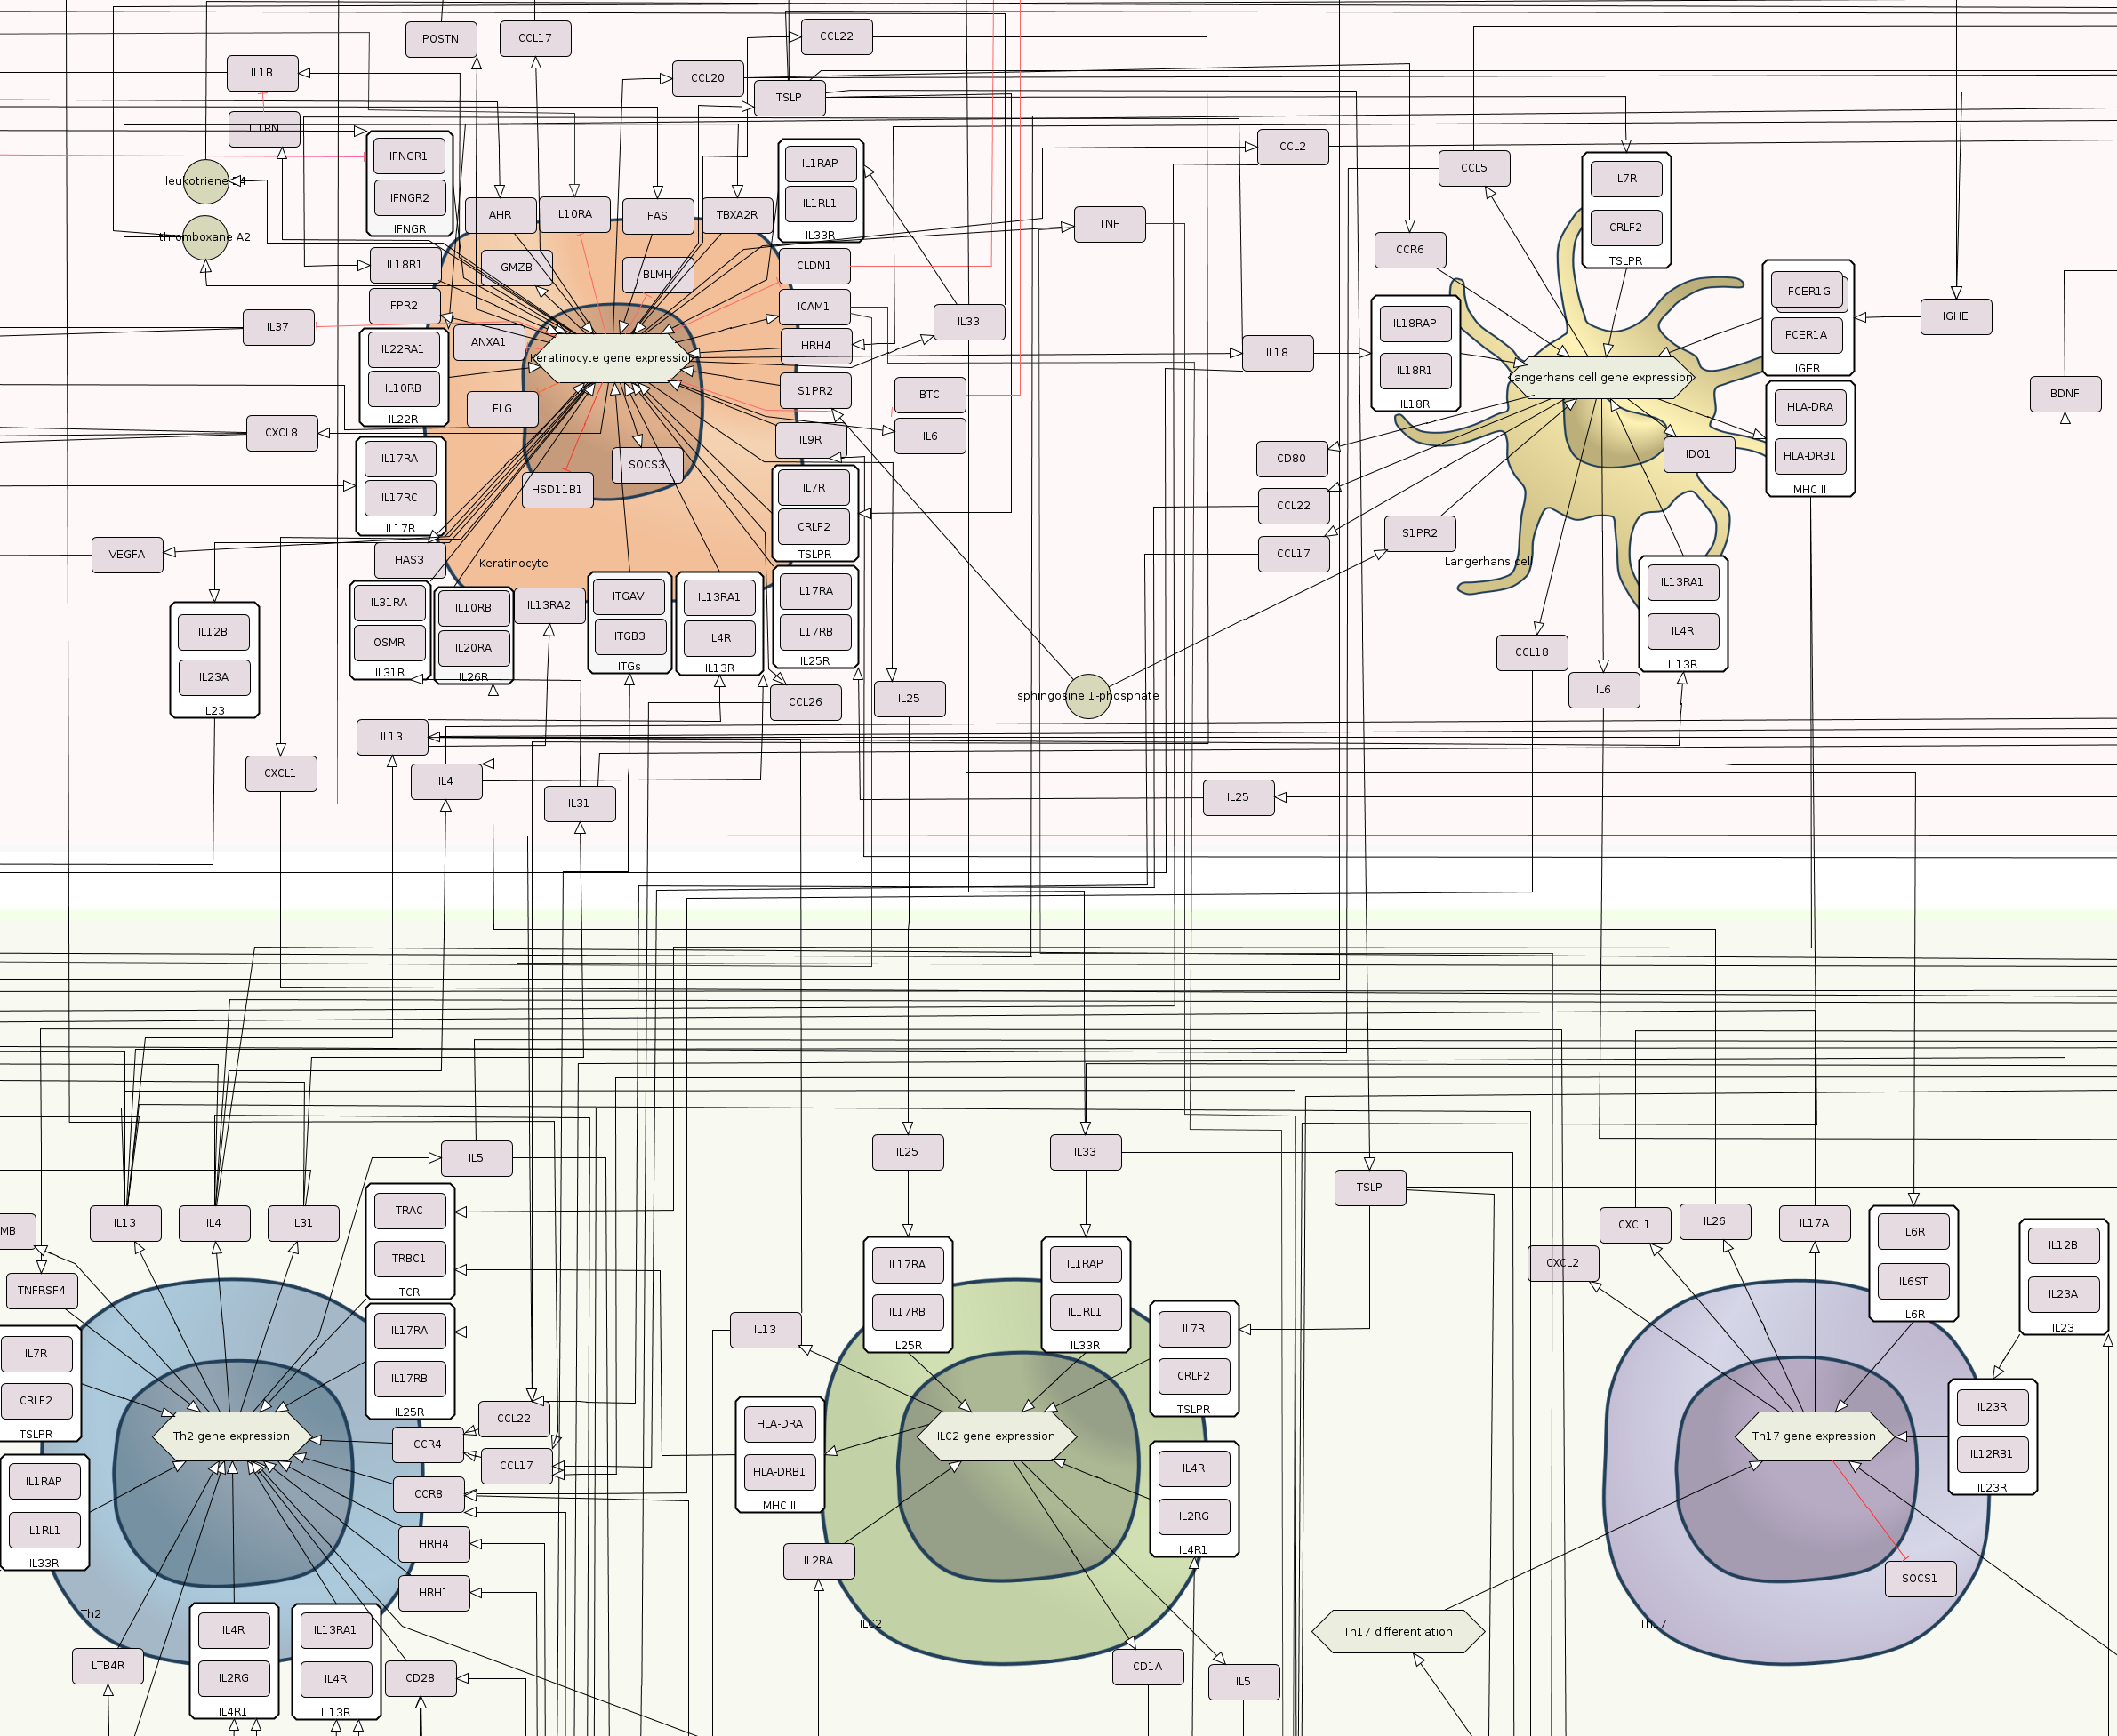 POSTN
CCL17
CCL22
IL1B
CCL20
TSLP
IL1RN
IFNGR1
IFNGR2
IFNGR
leukotriene
thromboxane A2
AHR
IL10RA
FAS
TBXA2R
IL1RAP
IL1RL1
IL33R
TNF
CCL2
CCL5
IL7R
CRLF2
TSLPR
CCR6
IL18R1
GMZB
BLMH
CLDN1
FPR2
ICAM1
IL37
ANXA1
HRH4
IL33
IL18
IL22RA1
IL10RB
IL22R
Keratinocyte gene expression
S1PR2
BTC
FLG
IL9R
IL6
CXCL8
SOCS3
HSD11B1
IL17RA
IL17RC
IL17R
IL7R
CRLF2
TSLPR
IL18RAP
IL18R1
IL18R
FCER1G
FCER1A
IGER
IGHE
Langerhans cell gene expression
HLA-DRA
HLA-DRB1
MHC II
BDNF
CD80
IDO1
CCL22
CCL17
S1PR2
Langerhans cell
VEGFA
HAS3
Keratinocyte
IL31RA
OSMR
IL31R
IL10RB
IL20RA
IL26R
IL13RA2
ITGAV
ITGB3
ITGs
IL13RA1
IL4R
IL13R
IL17RA
IL17RB
IL25R
IL13RA1
IL4R
IL13R
IL12B
IL23A
IL23
CCL18
IL6
CCL26
IL25
sphingosine 1-phosphate
IL13
CXCL1
IL4
IL31
IL25
IL5
IL25
IL33
TSLP
MB
IL13
IL4
IL31
TRAC
TRBC1
TCR
TNFRSF4
IL17RA
IL17RB
IL25R
IL7R
CRLF2
TSLPR
CCL22
CCR4
CCL17
CCR8
Th2 gene expression
IL1RAP
IL1RL1
IL33R
HRH4
HRH1
Th2
LTB4R
IL4R
IL2RG
IL4R1
IL13RA1
IL4R
IL13R
CD28
IL13
IL17RA
IL17RB
IL25R
IL1RAP
IL1RL1
IL33R
IL7R
CRLF2
TSLPR
HLA-DRA
HLA-DRB1
MHC II
ILC2 gene expression
IL4R
IL2RG
IL4R1
IL2RA
ILC2
CD1A
IL5
CXCL1
IL26
IL17A
CXCL2
IL6R
IL6ST
IL6R
IL12B
IL23A
IL23
Th17 gene expression
IL23R
IL12RB1
IL23R
SOCS1
Th17 differentiation
Th17